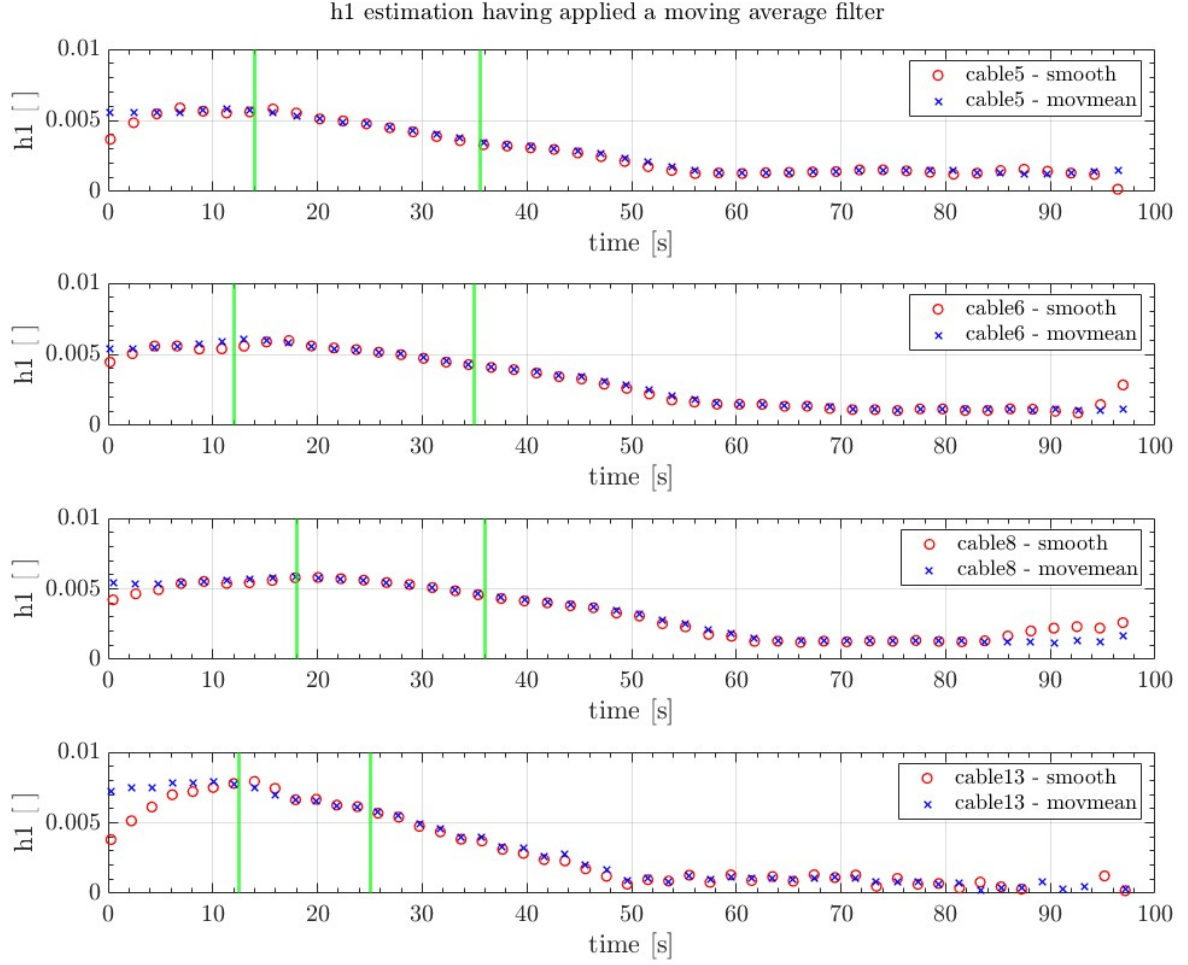 h1 estimation having applied a moving average filter
0.01
0.005
0
h1 [ ]
cable5 - smooth
cable5 - movmean
0 10 20 30 40 50 60 70 80 90 100
time [s]
0.01
0.005
0
h1 [ ]
cable6 - smooth
cable6 - movmean
0 10 20 30 40 50 60 70 80 90 100
time [s]
0.01
0.005
0
h1 [ ]
cable8 - smooth
cable8 - movemean
0 10 20 30 40 50 60 70 80 90 100
time [s]
0.01
0.005
0
h1 [ ]
cable13 - smooth
cable13 - movmean
0 10 20 30 40 50 60 70 80 90 100
time [s]